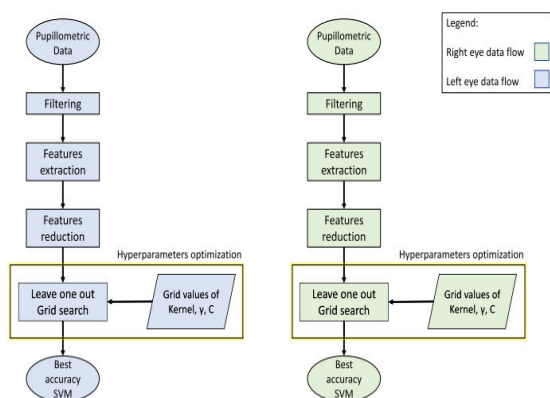 Pupillometric
Data
Filtering
Features
extraction
Features
reduction
Hyperparameters optimization
Leave one out
Grid search
Grid values of
Kernel, γ, C
Best
accuracy
SVM
Pupillometric
Data
Filtering
Features
extraction
Features
reduction
Hyperparameters optimization
Leave one out
Grid search
Grid values of
Kernel, γ, C
Best
accuracy
SVM
Legend:
Right eye data flow
Left eye data flow